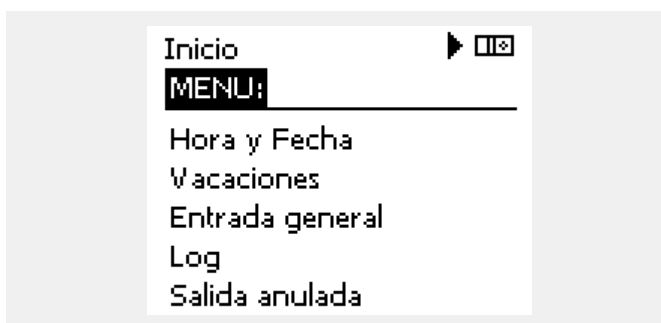 Inicio
MENU:
Hora y Fecha
Vacaciones
Entrada general
Log
Salida anulada